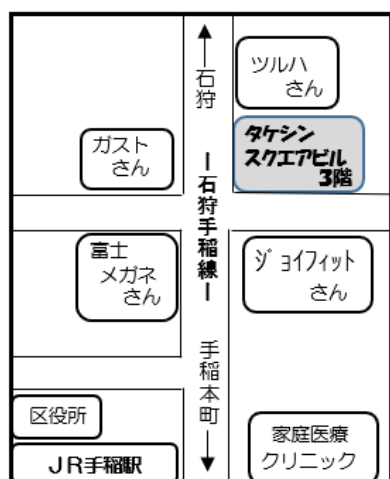 ↑
石狩
ー石狩手稲線ー
手稲本町
↓
ツルハ
さん
タケシン
スクエアビル
3階
ガスト
さん
富士
メガネ
さん
ジョイフィット
さん
区役所
JR手稲駅
家庭医療
クリニック